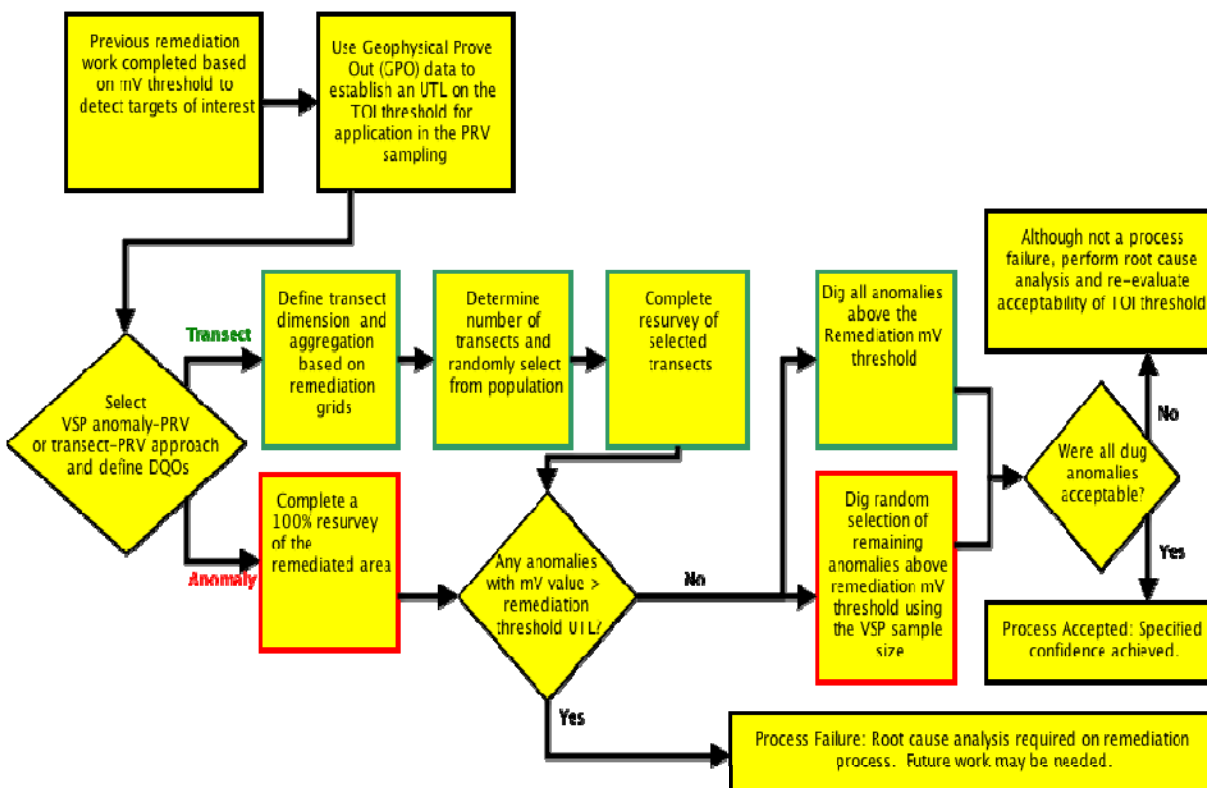 Previous remediation
work completed based
on mV threshold to
detect targets of interest
Use Geophysical Prove
Out (GPO) data to
establish an UTL on the
TOI threshold for
application in the PRV
sampling
Select
VSP anomaly-PRV
or transect-PRV approach
and define DQOs
Transect
Define transect
dimension and
aggregation
based on
remediation
grids
Determine
number of
transects and
randomly select
from population
Complete
resurvey of
selected
transects
Anomaly
Complete a
100% resurvey
of the
remediated area
Any anomalies
with mV value >
remediation
threshold UTL?
No
Yes
Dig all anomalies
above the
Remediation mV
threshold
Dig random
selection of
remaining
anomalies above
remediation mV
threshold using
the VSP sample
size
Were all dug
anomalies
acceptable?
No
Although not a process
failure, perform root cause
analysis and re-evaluate
acceptability of TOI threshold
Yes
Process Accepted: Specified
confidence achieved.
Process Failure: Root cause analysis required on remediation
process. Future work may be needed.